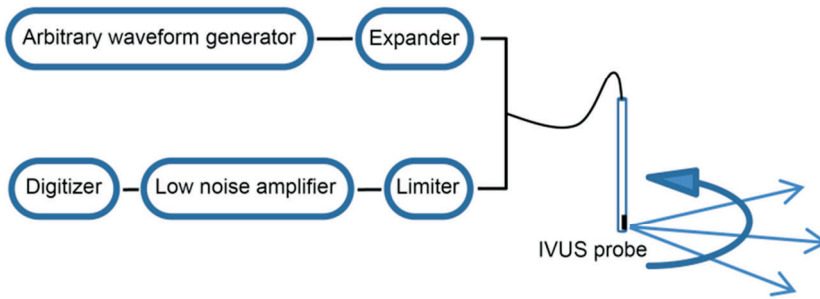 Arbitrary waveform generator
Expander
Digitizer
Low noise amplifier
Limiter
IVUS probe